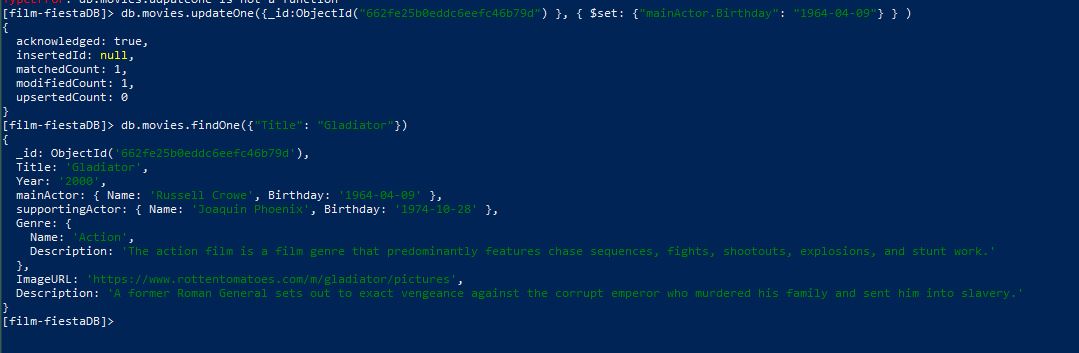 TypeError: db.movies.udpateOne is not a function
[film-fiestaDB]> db.movies.updateOne({_id:ObjectId("662fe25b0eddc6eefc46b79d") }, { $set: {"mainActor.Birthday": "1964-04-09"} } )
{
  acknowledged: true,
  insertedId: null,
  matchedCount: 1,
  modifiedCount: 1,
  upsertedCount: 0
}
[film-fiestaDB]> db.movies.findOne({"Title": "Gladiator"})
{
  _id: ObjectId('662fe25b0eddc6eefc46b79d'),
  Title: 'Gladiator',
  Year: '2000',
  mainActor: { Name: 'Russell Crowe', Birthday: '1964-04-09' },
  supportingActor: { Name: 'Joaquin Phoenix', Birthday: '1974-10-28' },
  Genre: {
    Name: 'Action',
    Description: 'The action film is a film genre that predominantly features chase sequences, fights, shootouts, explosions, and stunt work.'
  },
  ImageURL: 'https://www.rottentomatoes.com/m/gladiator/pictures',
  Description: 'A former Roman General sets out to exact vengeance against the corrupt emperor who murdered his family and sent him into slavery.'
}
[film-fiestaDB]>